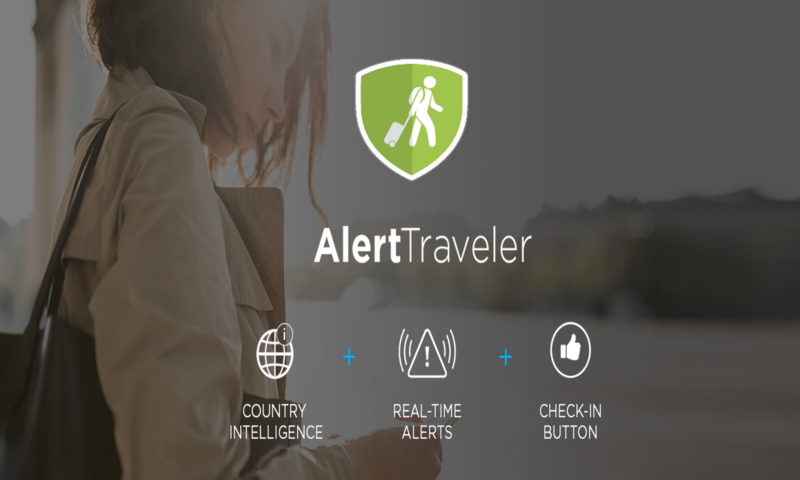 AlertTraveler
COUNTRY
INTELLIGENCE
REAL-TIME
ALERTS
CHECK-IN
BUTTON